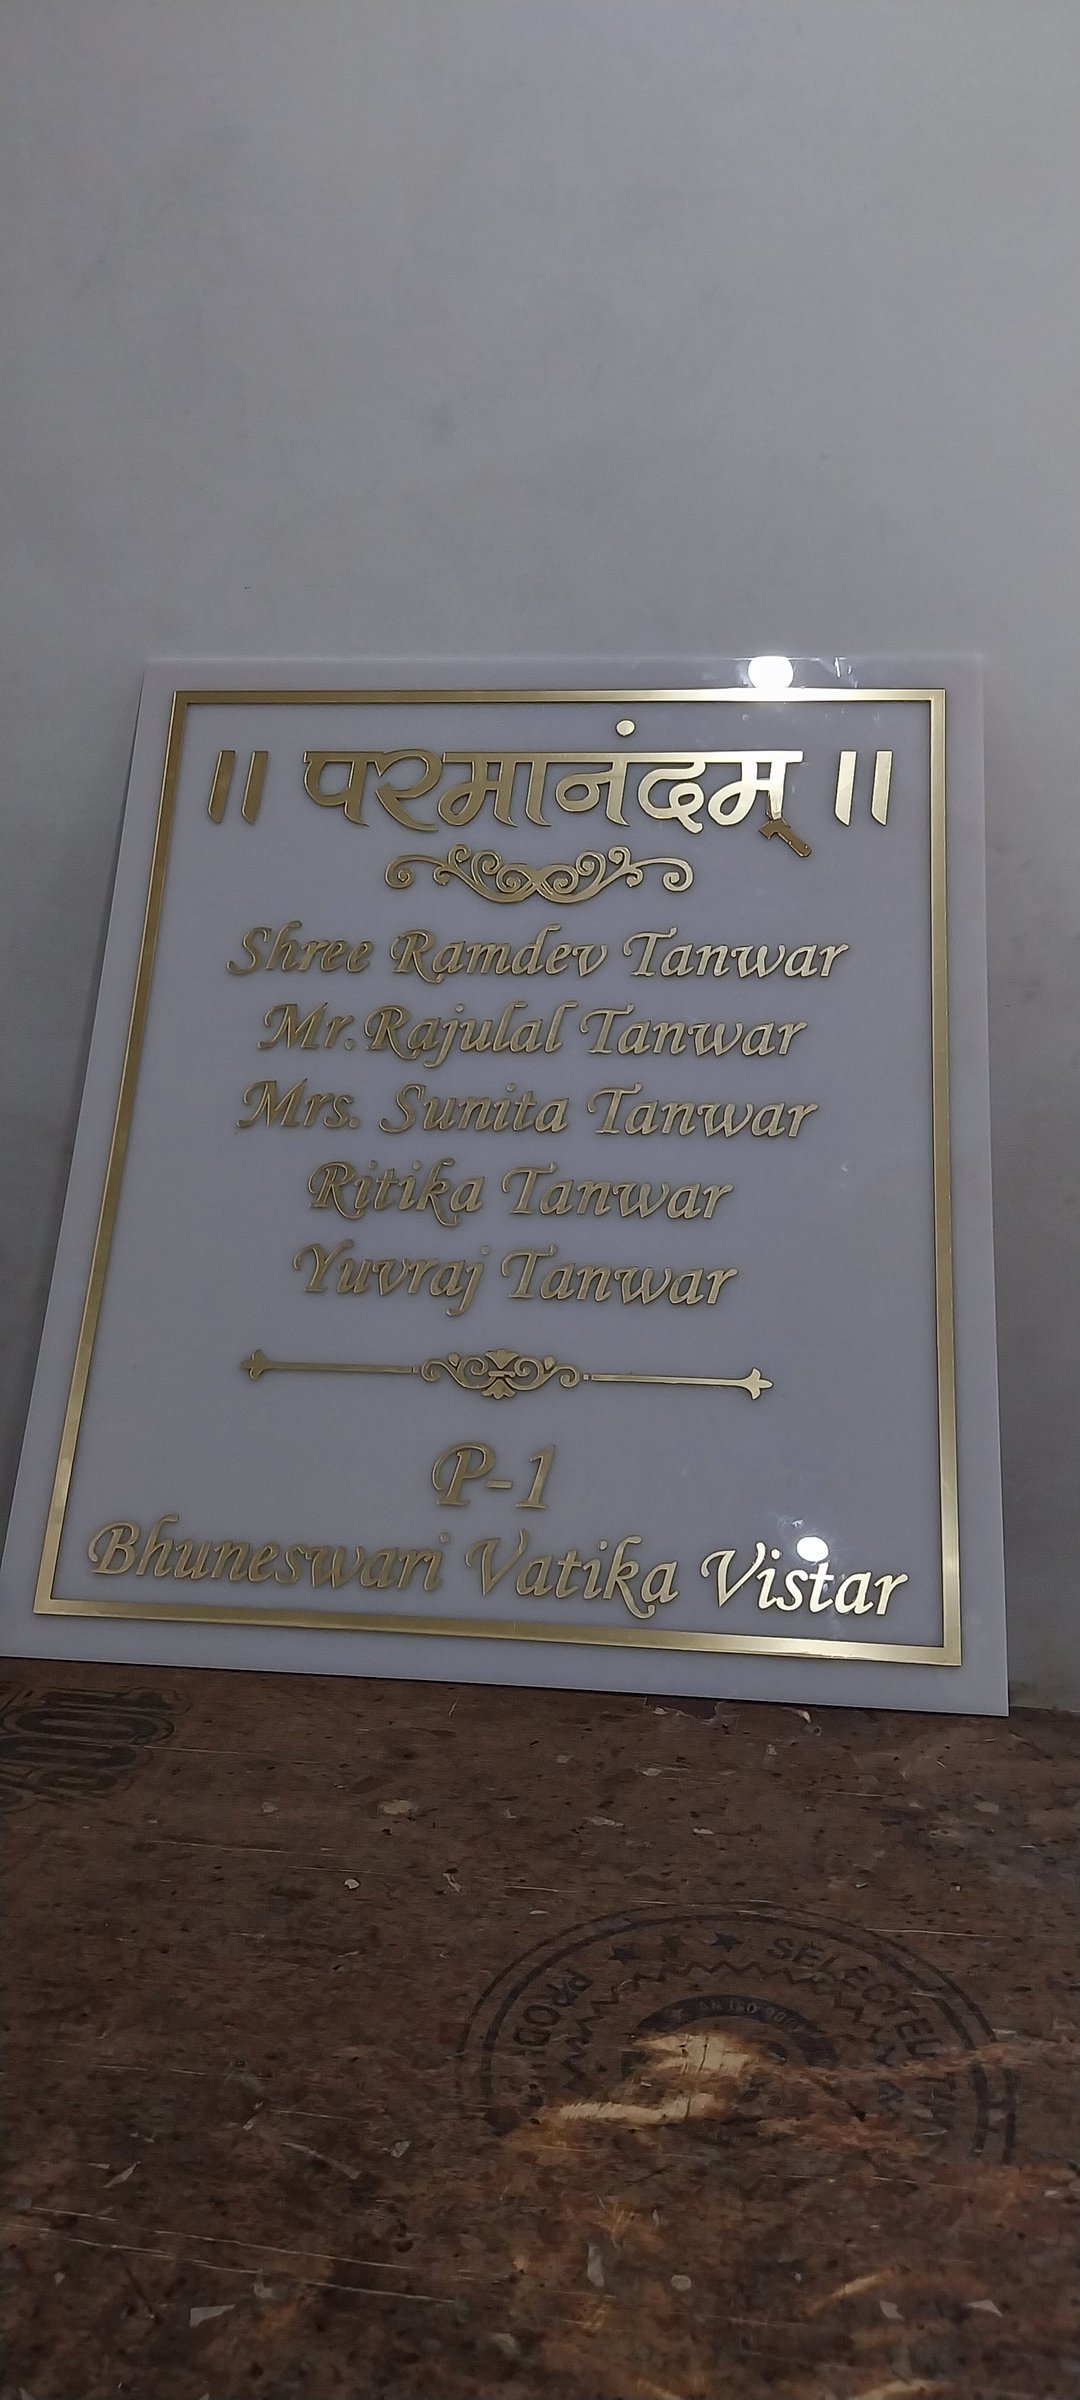 ॥ परमानंदम् ॥
Shree Ramdev Tanwar
Mr. Rajulal Tanwar
Mrs. Sunita Tanwar
Ritika Tanwar
Yuvraj Tanwar
P-1
Bhuneswari Vatika Vistar
SELECTED